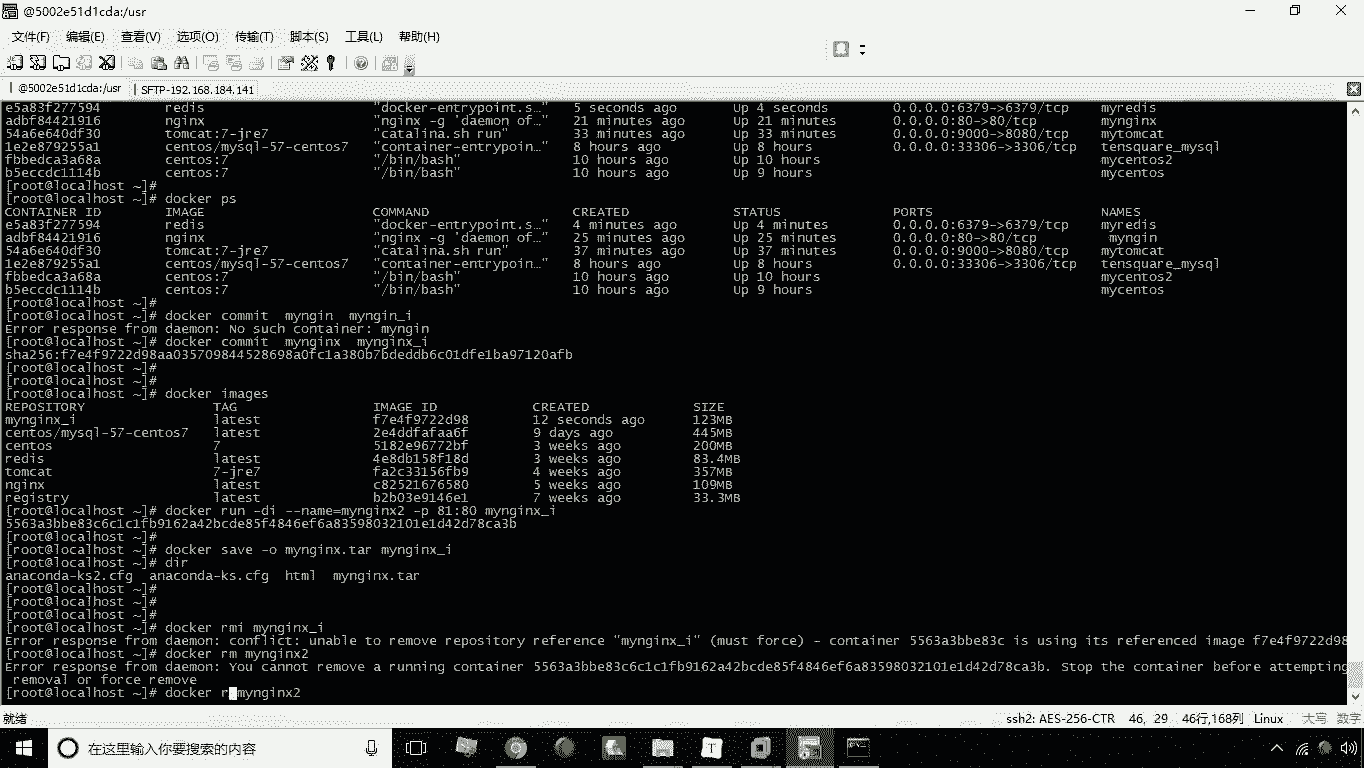 @5002e51d1cda:/usr
文件(F) 编辑(E) 查看(V) 选项(O) 传输(T) 脚本(S) 工具(L) 帮助(H)
@5002e51d1cda:/usr SFTP-192.168.184.141
e5a83f277594 redis "docker-entrypoint.s…" 5 seconds ago Up 4 seconds 0.0.0.0:6379->6379/tcp myredis
adbf84421916 nginx "nginx -g 'daemon of…" 21 minutes ago Up 21 minutes 0.0.0.0:80->80/tcp mynginx
54a6e640df30 tomcat:7-jre7 "catalina.sh run" 33 minutes ago Up 33 minutes 0.0.0.0:9000->8080/tcp mytomcat
1e2e879255a1 centos/mysql-57-centos7 "container-entrypoin…" 8 hours ago Up 8 hours 0.0.0.0:33306->3306/tcp tensquare_mysql
fbbedca3a68a centos:7 "/bin/bash" 10 hours ago Up 10 hours mycentos2
b5eccdc1114b centos:7 "/bin/bash" 10 hours ago Up 9 hours mycentos
[root@localhost ~]#
[root@localhost ~]# docker ps
CONTAINER ID IMAGE COMMAND CREATED STATUS PORTS NAMES
e5a83f277594 redis "docker-entrypoint.s…" 4 minutes ago Up 4 minutes 0.0.0.0:6379->6379/tcp myredis
adbf84421916 nginx "nginx -g 'daemon of…" 25 minutes ago Up 25 minutes 0.0.0.0:80->80/tcp myngin
54a6e640df30 tomcat:7-jre7 "catalina.sh run" 37 minutes ago Up 37 minutes 0.0.0.0:9000->8080/tcp mytomcat
1e2e879255a1 centos/mysql-57-centos7 "container-entrypoin…" 8 hours ago Up 8 hours 0.0.0.0:33306->3306/tcp tensquare_mysql
fbbedca3a68a centos:7 "/bin/bash" 10 hours ago Up 10 hours mycentos2
b5eccdc1114b centos:7 "/bin/bash" 10 hours ago Up 9 hours mycentos
[root@localhost ~]#
[root@localhost ~]# docker commit myngin myngin_i
Error response from daemon: No such container: myngin
[root@localhost ~]# docker commit mynginx mynginx_i
sha256:f7e4f9722d98aa035709844528698a0fc1a380b7bdeddb6c01dfe1ba97120afb
[root@localhost ~]#
[root@localhost ~]#
[root@localhost ~]# docker images
REPOSITORY TAG IMAGE ID CREATED SIZE
mynginx_i latest f7e4f9722d98 12 seconds ago 123MB
centos/mysql-57-centos7 latest 2e4ddfafaa6f 9 days ago 445MB
centos 7 5182e96772bf 3 weeks ago 200MB
redis latest 4e8db158f18d 3 weeks ago 83.4MB
tomcat 7-jre7 fa2c33156fb9 4 weeks ago 357MB
nginx latest c82521676580 5 weeks ago 109MB
registry latest b2b03e9146e1 7 weeks ago 33.3MB
[root@localhost ~]# docker run -di --name=mynginx2 -p 81:80 mynginx_i
5563a3bbe83c6c1c1fb9162a42bcde85f4846ef6a83598032101e1d42d78ca3b
[root@localhost ~]#
[root@localhost ~]# docker save -o mynginx.tar mynginx_i
[root@localhost ~]# dir
anaconda-ks2.cfg anaconda-ks.cfg html mynginx.tar
[root@localhost ~]#
[root@localhost ~]#
[root@localhost ~]#
[root@localhost ~]# docker rmi mynginx_i
Error response from daemon: conflict: unable to remove repository reference "mynginx_i" (must force) - container 5563a3bbe83c is using its referenced image f7e4f9722d98
[root@localhost ~]# docker rm mynginx2
Error response from daemon: You cannot remove a running container 5563a3bbe83c6c1c1fb9162a42bcde85f4846ef6a83598032101e1d42d78ca3b. Stop the container before attempting
removal or force remove
[root@localhost ~]# docker r mynginx2
就绪 ssh2: AES-256-CTR 46, 29 46行,168列 Linux 大写 数字
在这里输入你要搜索的内容